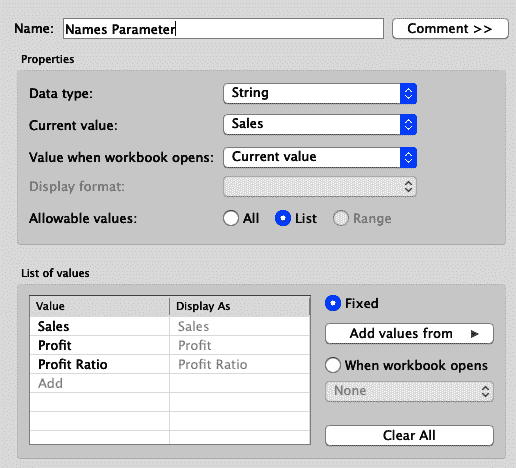 Name: Names Parameter Comment >>
Properties
Data type: String
Current value: Sales
Value when workbook opens: Current value
Display format:
Allowable values: All List Range
List of values
Value Display As
Sales Sales
Profit Profit
Profit Ratio Profit Ratio
Add
Fixed
Add values from
When workbook opens
None
Clear All